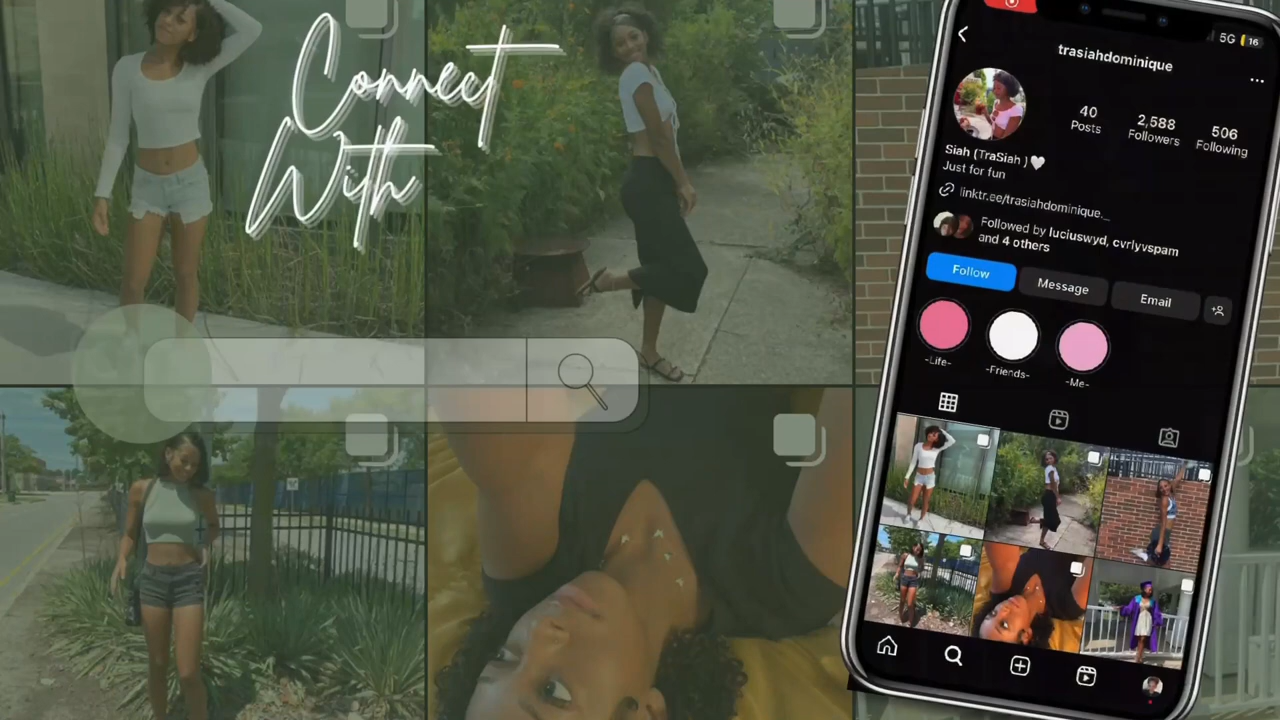 Connect
With
5G 16
trasiahdominique
40
Posts
2,588
Followers
506
Following
Siah (TraSiah )🤍
Just for fun
linktr.ee/trasiahdominique._
Followed by luciuswyd, cvrlyvspam
and 4 others
Follow
Message
Email
-Life-
-Friends-
-Me-